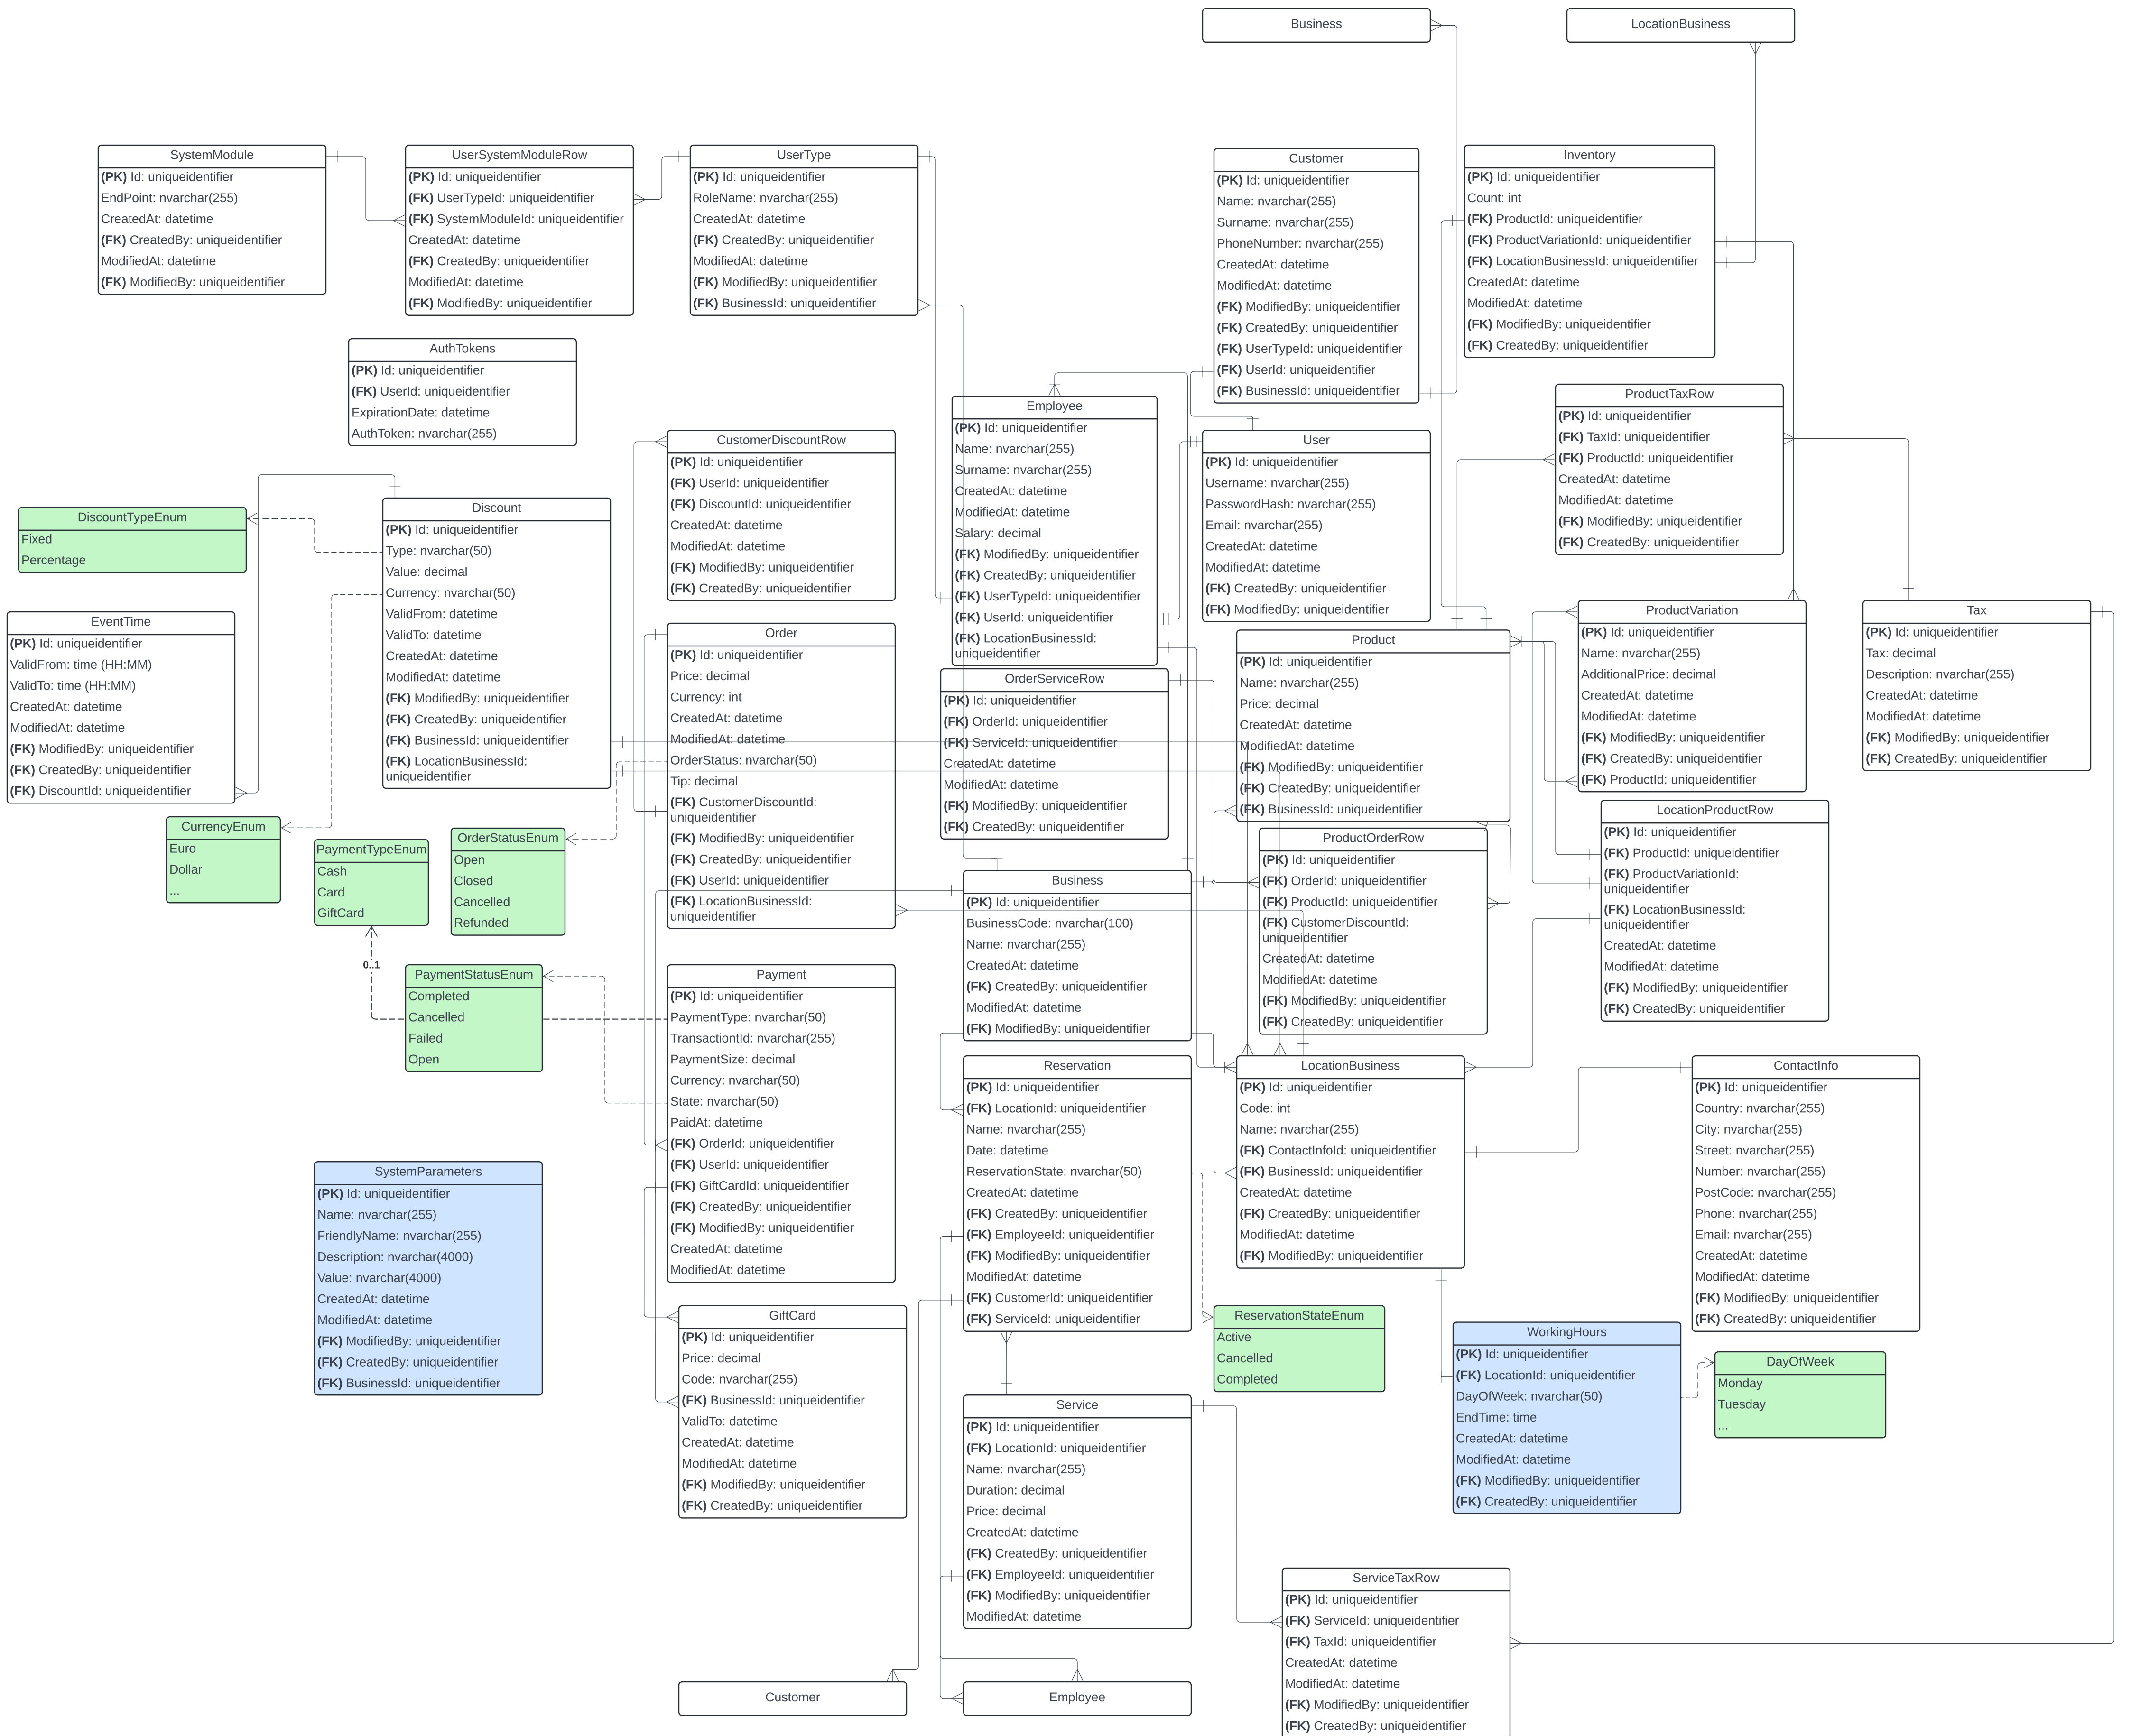 Business
LocationBusiness
SystemModule
(PK) Id: uniqueidentifier
EndPoint: nvarchar(255)
CreatedAt: datetime
(FK) CreatedBy: uniqueidentifier
ModifiedAt: datetime
(FK) ModifiedBy: uniqueidentifier
UserSystemModuleRow
(PK) Id: uniqueidentifier
(FK) UserTypeId: uniqueidentifier
(FK) SystemModuleId: uniqueidentifier
CreatedAt: datetime
(FK) CreatedBy: uniqueidentifier
ModifiedAt: datetime
(FK) ModifiedBy: uniqueidentifier
UserType
(PK) Id: uniqueidentifier
RoleName: nvarchar(255)
CreatedAt: datetime
(FK) CreatedBy: uniqueidentifier
ModifiedAt: datetime
(FK) ModifiedBy: uniqueidentifier
(FK) BusinessId: uniqueidentifier
Customer
(PK) Id: uniqueidentifier
Name: nvarchar(255)
Surname: nvarchar(255)
PhoneNumber: nvarchar(255)
CreatedAt: datetime
ModifiedAt: datetime
(FK) ModifiedBy: uniqueidentifier
(FK) CreatedBy: uniqueidentifier
(FK) UserTypeId: uniqueidentifier
(FK) UserId: uniqueidentifier
(FK) BusinessId: uniqueidentifier
Inventory
(PK) Id: uniqueidentifier
Count: int
(FK) ProductId: uniqueidentifier
(FK) ProductVariationId: uniqueidentifier
(FK) LocationBusinessId: uniqueidentifier
CreatedAt: datetime
ModifiedAt: datetime
(FK) ModifiedBy: uniqueidentifier
(FK) CreatedBy: uniqueidentifier
AuthTokens
(PK) Id: uniqueidentifier
(FK) UserId: uniqueidentifier
ExpirationDate: datetime
AuthToken: nvarchar(255)
CustomerDiscountRow
(PK) Id: uniqueidentifier
(FK) UserId: uniqueidentifier
(FK) DiscountId: uniqueidentifier
CreatedAt: datetime
ModifiedAt: datetime
(FK) ModifiedBy: uniqueidentifier
(FK) CreatedBy: uniqueidentifier
Employee
(PK) Id: uniqueidentifier
Name: nvarchar(255)
Surname: nvarchar(255)
CreatedAt: datetime
ModifiedAt: datetime
Salary: decimal
(FK) ModifiedBy: uniqueidentifier
(FK) CreatedBy: uniqueidentifier
(FK) UserTypeId: uniqueidentifier
(FK) UserId: uniqueidentifier
(FK) LocationBusinessId:
uniqueidentifier
User
(PK) Id: uniqueidentifier
Username: nvarchar(255)
PasswordHash: nvarchar(255)
Email: nvarchar(255)
CreatedAt: datetime
ModifiedAt: datetime
(FK) CreatedBy: uniqueidentifier
(FK) ModifiedBy: uniqueidentifier
ProductTaxRow
(PK) Id: uniqueidentifier
(FK) TaxId: uniqueidentifier
(FK) ProductId: uniqueidentifier
CreatedAt: datetime
ModifiedAt: datetime
(FK) ModifiedBy: uniqueidentifier
(FK) CreatedBy: uniqueidentifier
DiscountTypeEnum
Fixed
Percentage
Discount
(PK) Id: uniqueidentifier
Type: nvarchar(50)
Value: decimal
Currency: nvarchar(50)
ValidFrom: datetime
ValidTo: datetime
CreatedAt: datetime
ModifiedAt: datetime
(FK) ModifiedBy: uniqueidentifier
(FK) CreatedBy: uniqueidentifier
(FK) BusinessId: uniqueidentifier
(FK) LocationBusinessId:
uniqueidentifier
EventTime
(PK) Id: uniqueidentifier
ValidFrom: time (HH:MM)
ValidTo: time (HH:MM)
CreatedAt: datetime
ModifiedAt: datetime
(FK) ModifiedBy: uniqueidentifier
(FK) CreatedBy: uniqueidentifier
(FK) DiscountId: uniqueidentifier
Order
(PK) Id: uniqueidentifier
Price: decimal
Currency: int
CreatedAt: datetime
ModifiedAt: datetime
OrderStatus: nvarchar(50)
Tip: decimal
(FK) CustomerDiscountId:
uniqueidentifier
(FK) ModifiedBy: uniqueidentifier
(FK) CreatedBy: uniqueidentifier
(FK) UserId: uniqueidentifier
(FK) LocationBusinessId:
uniqueidentifier
OrderServiceRow
(PK) Id: uniqueidentifier
(FK) OrderId: uniqueidentifier
(FK) ServiceId: uniqueidentifier
CreatedAt: datetime
ModifiedAt: datetime
(FK) ModifiedBy: uniqueidentifier
(FK) CreatedBy: uniqueidentifier
Product
(PK) Id: uniqueidentifier
Name: nvarchar(255)
Price: decimal
CreatedAt: datetime
ModifiedAt: datetime
(FK) ModifiedBy: uniqueidentifier
(FK) CreatedBy: uniqueidentifier
(FK) BusinessId: uniqueidentifier
ProductVariation
(PK) Id: uniqueidentifier
Name: nvarchar(255)
AdditionalPrice: decimal
CreatedAt: datetime
ModifiedAt: datetime
(FK) ModifiedBy: uniqueidentifier
(FK) CreatedBy: uniqueidentifier
(FK) ProductId: uniqueidentifier
Tax
(PK) Id: uniqueidentifier
Tax: decimal
Description: nvarchar(255)
CreatedAt: datetime
ModifiedAt: datetime
(FK) ModifiedBy: uniqueidentifier
(FK) CreatedBy: uniqueidentifier
CurrencyEnum
Euro
Dollar
...
PaymentTypeEnum
Cash
Card
GiftCard
OrderStatusEnum
Open
Closed
Cancelled
Refunded
0..1
Business
(PK) Id: uniqueidentifier
BusinessCode: nvarchar(100)
Name: nvarchar(255)
CreatedAt: datetime
(FK) CreatedBy: uniqueidentifier
ModifiedAt: datetime
(FK) ModifiedBy: uniqueidentifier
ProductOrderRow
(PK) Id: uniqueidentifier
(FK) OrderId: uniqueidentifier
(FK) ProductId: uniqueidentifier
(FK) CustomerDiscountId:
uniqueidentifier
CreatedAt: datetime
ModifiedAt: datetime
(FK) ModifiedBy: uniqueidentifier
(FK) CreatedBy: uniqueidentifier
LocationProductRow
(PK) Id: uniqueidentifier
(FK) ProductId: uniqueidentifier
(FK) ProductVariationId:
uniqueidentifier
(FK) LocationBusinessId:
uniqueidentifier
CreatedAt: datetime
ModifiedAt: datetime
(FK) ModifiedBy: uniqueidentifier
(FK) CreatedBy: uniqueidentifier
PaymentStatusEnum
Completed
Cancelled
Failed
Open
Payment
(PK) Id: uniqueidentifier
PaymentType: nvarchar(50)
TransactiontId: nvarchar(255)
PaymentSize: decimal
Currency: nvarchar(50)
State: nvarchar(50)
PaidAt: datetime
(FK) OrderId: uniqueidentifier
(FK) UserId: uniqueidentifier
(FK) GiftCardId: uniqueidentifier
(FK) CreatedBy: uniqueidentifier
(FK) ModifiedBy: uniqueidentifier
CreatedAt: datetime
ModifiedAt: datetime
Reservation
(PK) Id: uniqueidentifier
(FK) LocationId: uniqueidentifier
Name: nvarchar(255)
Date: datetime
ReservationState: nvarchar(50)
CreatedAt: datetime
(FK) CreatedBy: uniqueidentifier
(FK) EmployeeId: uniqueidentifier
(FK) ModifiedBy: uniqueidentifier
ModifiedAt: datetime
(FK) CustomerId: uniqueidentifier
(FK) ServiceId: uniqueidentifier
LocationBusiness
(PK) Id: uniqueidentifier
Code: int
Name: nvarchar(255)
(FK) ContactInfoId: uniqueidentifier
(FK) BusinessId: uniqueidentifier
CreatedAt: datetime
(FK) CreatedBy: uniqueidentifier
ModifiedAt: datetime
(FK) ModifiedBy: uniqueidentifier
ContactInfo
(PK) Id: uniqueidentifier
Country: nvarchar(255)
City: nvarchar(255)
Street: nvarchar(255)
Number: nvarchar(255)
PostCode: nvarchar(255)
Phone: nvarchar(255)
Email: nvarchar(255)
CreatedAt: datetime
ModifiedAt: datetime
(FK) ModifiedBy: uniqueidentifier
(FK) CreatedBy: uniqueidentifier
SystemParameters
(PK) Id: uniqueidentifier
Name: nvarchar(255)
FriendlyName: nvarchar(255)
Description: nvarchar(4000)
Value: nvarchar(4000)
CreatedAt: datetime
ModifiedAt: datetime
(FK) ModifiedBy: uniqueidentifier
(FK) CreatedBy: uniqueidentifier
(FK) BusinessId: uniqueidentifier
GiftCard
(PK) Id: uniqueidentifier
Price: decimal
Code: nvarchar(255)
(FK) BusinessId: uniqueidentifier
ValidTo: datetime
CreatedAt: datetime
ModifiedAt: datetime
(FK) ModifiedBy: uniqueidentifier
(FK) CreatedBy: uniqueidentifier
ReservationStateEnum
Active
Cancelled
Completed
WorkingHours
(PK) Id: uniqueidentifier
(FK) LocationId: uniqueidentifier
DayOfWeek: nvarchar(50)
EndTime: time
CreatedAt: datetime
ModifiedAt: datetime
(FK) ModifiedBy: uniqueidentifier
(FK) CreatedBy: uniqueidentifier
DayOfWeek
Monday
Tuesday
...
Service
(PK) Id: uniqueidentifier
(FK) LocationId: uniqueidentifier
Name: nvarchar(255)
Duration: decimal
Price: decimal
CreatedAt: datetime
(FK) CreatedBy: uniqueidentifier
(FK) EmployeeId: uniqueidentifier
(FK) ModifiedBy: uniqueidentifier
ModifiedAt: datetime
ServiceTaxRow
(PK) Id: uniqueidentifier
(FK) ServiceId: uniqueidentifier
(FK) TaxId: uniqueidentifier
CreatedAt: datetime
ModifiedAt: datetime
(FK) ModifiedBy: uniqueidentifier
(FK) CreatedBy: uniqueidentifier
Customer
Employee